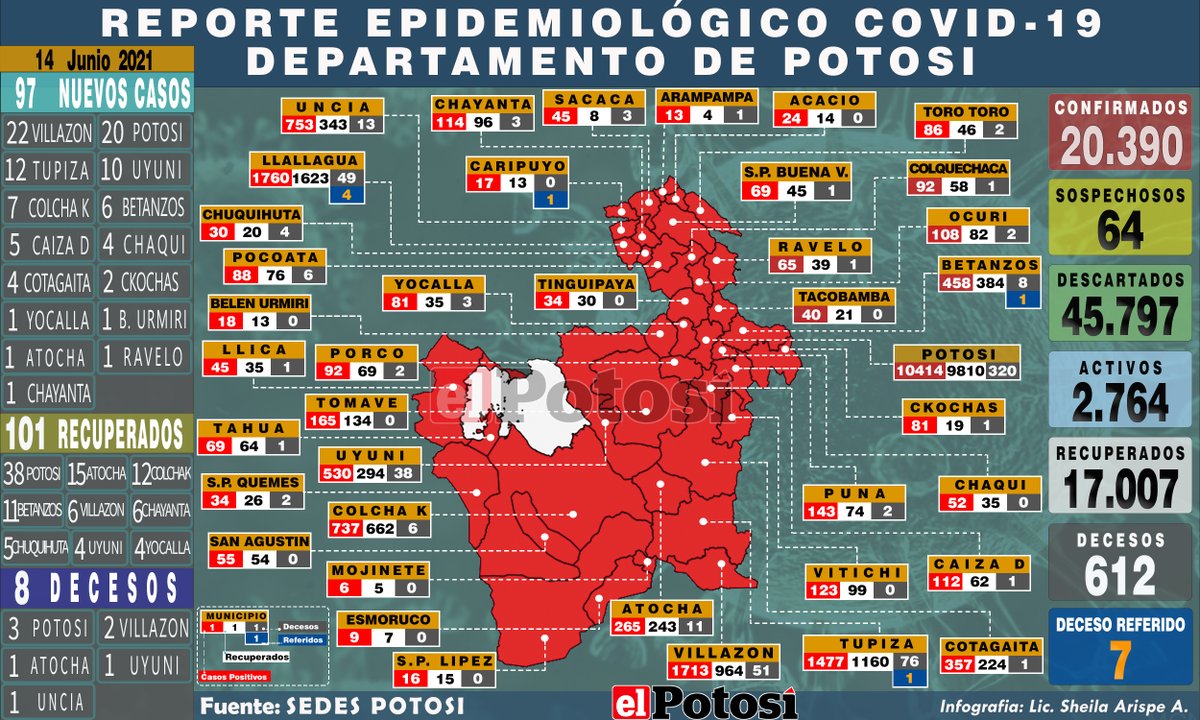 REPORTE EPIDEMIOLÓGICO COVID-19
DEPARTAMENTO DE POTOSI
14 Junio 2021
97 NUEVOS CASOS
22 VILLAZON 20 POTOSI
12 TUPIZA 10 UYUNI
7 COLCHA K 6 BETANZOS
5 CAIZA D 4 CHAQUI
4 COTAGAITA 2 CKOCHAS
1 YOCALLA 1 B. URMIRI
1 ATOCHA 1 RAVELO
1 CHAYANTA
101 RECUPERADOS
38 POTOSI 15 ATOCHA 12 COLCHAK
11 BETANZOS 6 VILLAZON 6 CHAYANTA
5 CHUQUIHUTA 4 UYUNI 4 YOCALLA
8 DECESOS
3 POTOSI 2 VILLAZON
1 ATOCHA 1 UYUNI
1 UNCIA
UNCIA
753 343 13
CHAYANTA
114 96 3
SACACA
45 8 3
ARAMPAMPA
13 4 1
ACACIO
24 14 0
TORO TORO
86 46 2
LLALLAGUA
1760 1623 49
4
CARIPUYO
17 13 0
1
S.P. BUENA V.
69 45 1
COLQUECHACA
92 58 1
CHUQUIHUTA
30 20 4
OCURI
108 82 2
POCOATA
88 76 6
RAVELO
65 39 1
YOCALLA
81 35 3
TINGUIPAYA
34 30 0
TACOBAMBA
40 21 0
BETANZOS
458 384 8
1
BELEN URMIRI
18 13 0
LLICA
45 35 1
PORCO
92 69 2
POTOSI
10414 9810 320
el Potosí
TOMAVE
165 134 0
CKOCHAS
81 19 1
TAHUA
69 64 1
UYUNI
530 294 38
S.P. QUEMES
34 26 2
PUNA
143 74 2
CHAQUI
52 35 0
COLCHA K
737 662 6
SAN AGUSTIN
55 54 0
MOJINETE
6 5 0
VITICHI
123 99 0
CAIZA D
112 62 1
ESMORUCO
9 7 0
ATOCHA
265 243 11
S.P. LIPEZ
16 15 0
VILLAZON
1713 964 51
TUPIZA
1477 1160 76
1
COTAGAITA
357 224 1
MUNICIPIO
1 1 1 Decesos
1 Referidos
Recuperados
Casos Positivos
CONFIRMADOS
20.390
SOSPECHOSOS
64
DESCARTADOS
45.797
ACTIVOS
2.764
RECUPERADOS
17.007
DECESOS
612
DECESO REFERIDO
7
Fuente: SEDES POTOSI
el Potosí
Infografia: Lic. Sheila Arispe A.